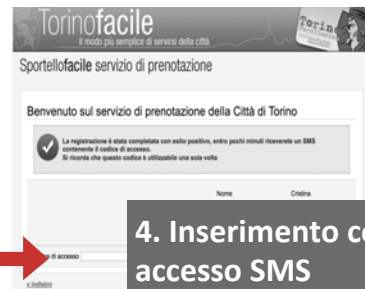 Torinofacile
il modo più semplice di servirsi della città
Torino
Sportellofacile servizio di prenotazione
Benvenuto sul servizio di prenotazione della Città di Torino
La registrazione è stata completata con esito positivo, entro pochi minuti riceverete un SMS
contenente il codice di accesso.
Si ricorda che questo codice è utilizzabile una sola volta
Nome Cristina
di accesso
4. Inserimento
accesso SMS
« Indietro